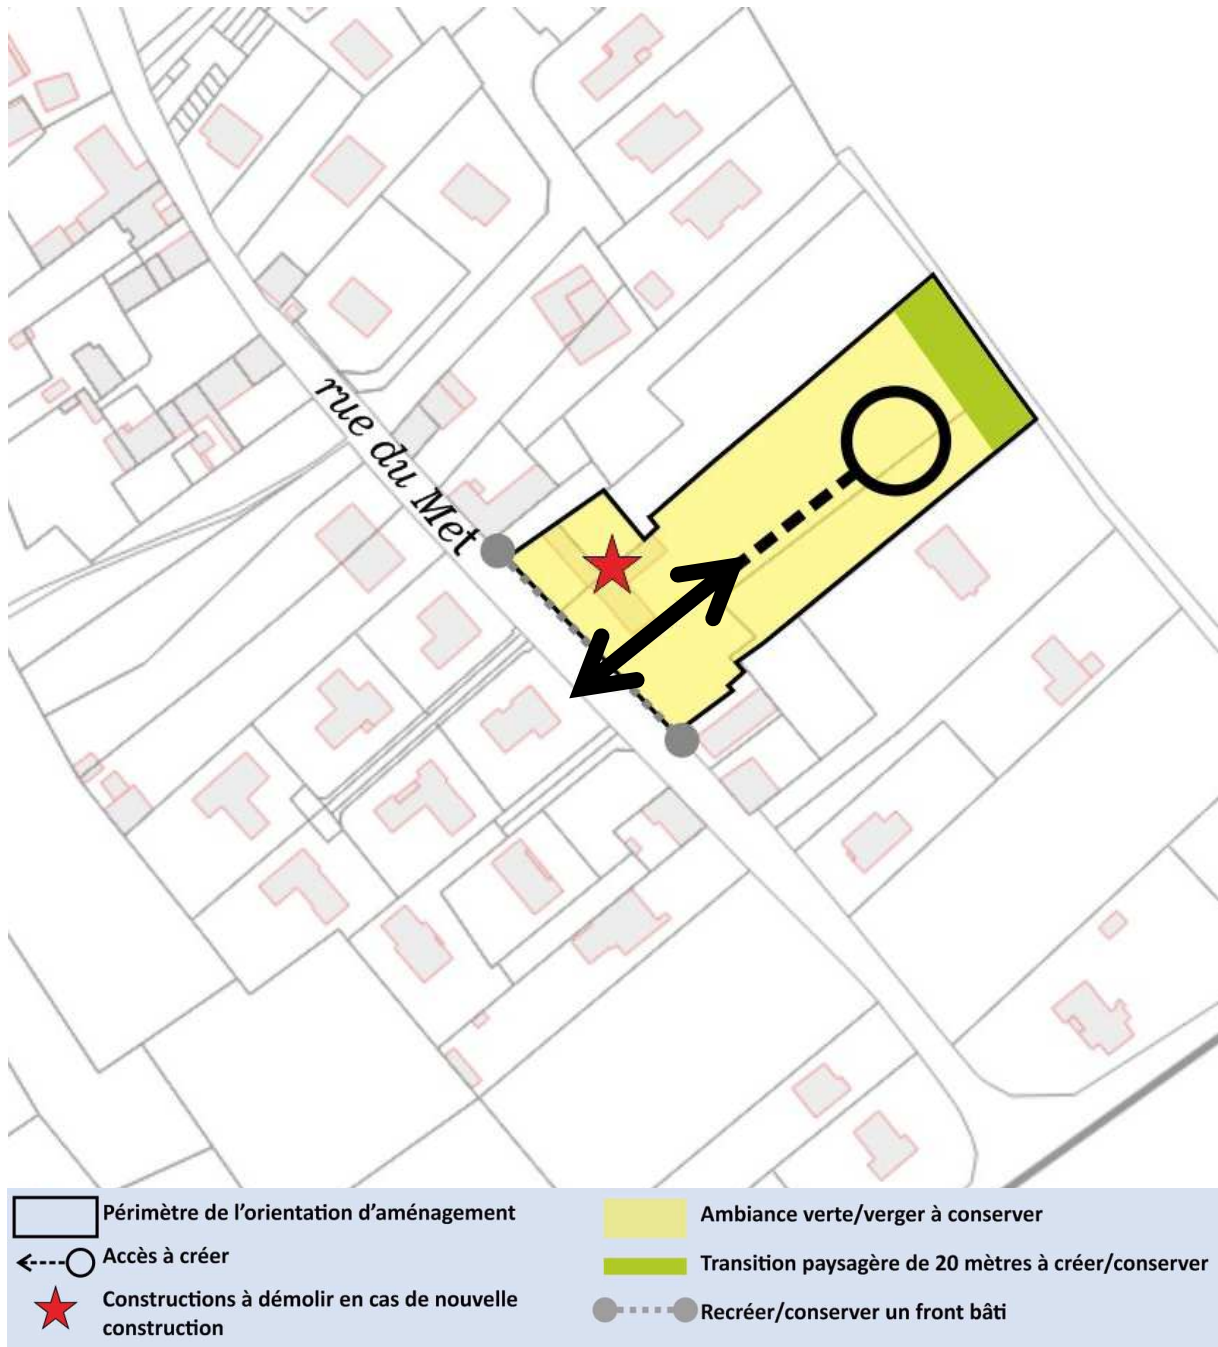 rue du Met
Périmètre de l’orientation d’aménagement
Accès à créer
Constructions à démolir en cas de nouvelle
construction
Ambiance verte/verger à conserver
Transition paysagère de 20 mètres à créer/conserver
Recréer/conserver un front bâti